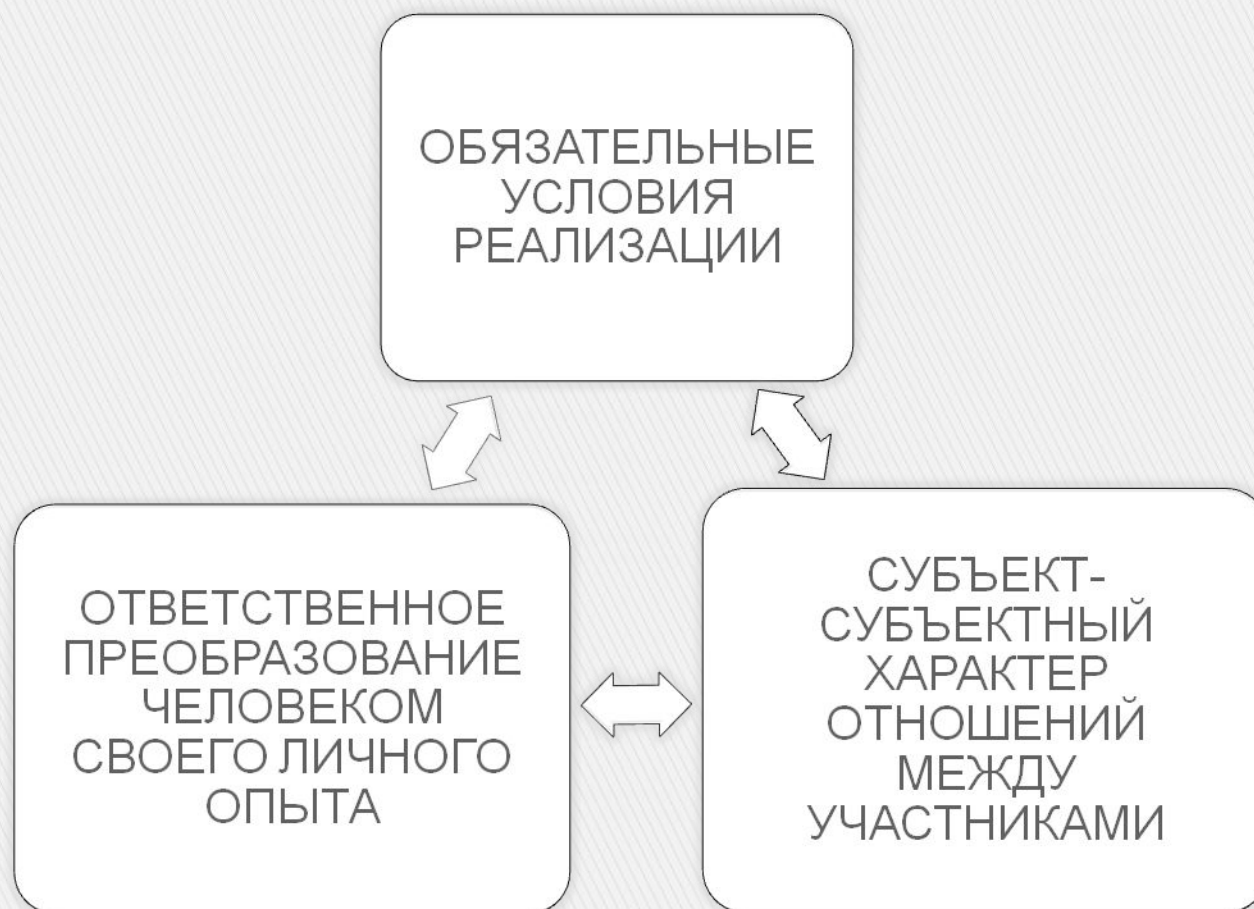 ОБЯЗАТЕЛЬНЫЕ
УСЛОВИЯ
РЕАЛИЗАЦИИ
ОТВЕТСТВЕННОЕ
ПРЕОБРАЗОВАНИЕ
ЧЕЛОВЕКОМ
СВОЕГО ЛИЧНОГО
ОПЫТА
СУБЪЕКТ-
СУБЪЕКТНЫЙ
ХАРАКТЕР
ОТНОШЕНИЙ
МЕЖДУ
УЧАСТНИКАМИ